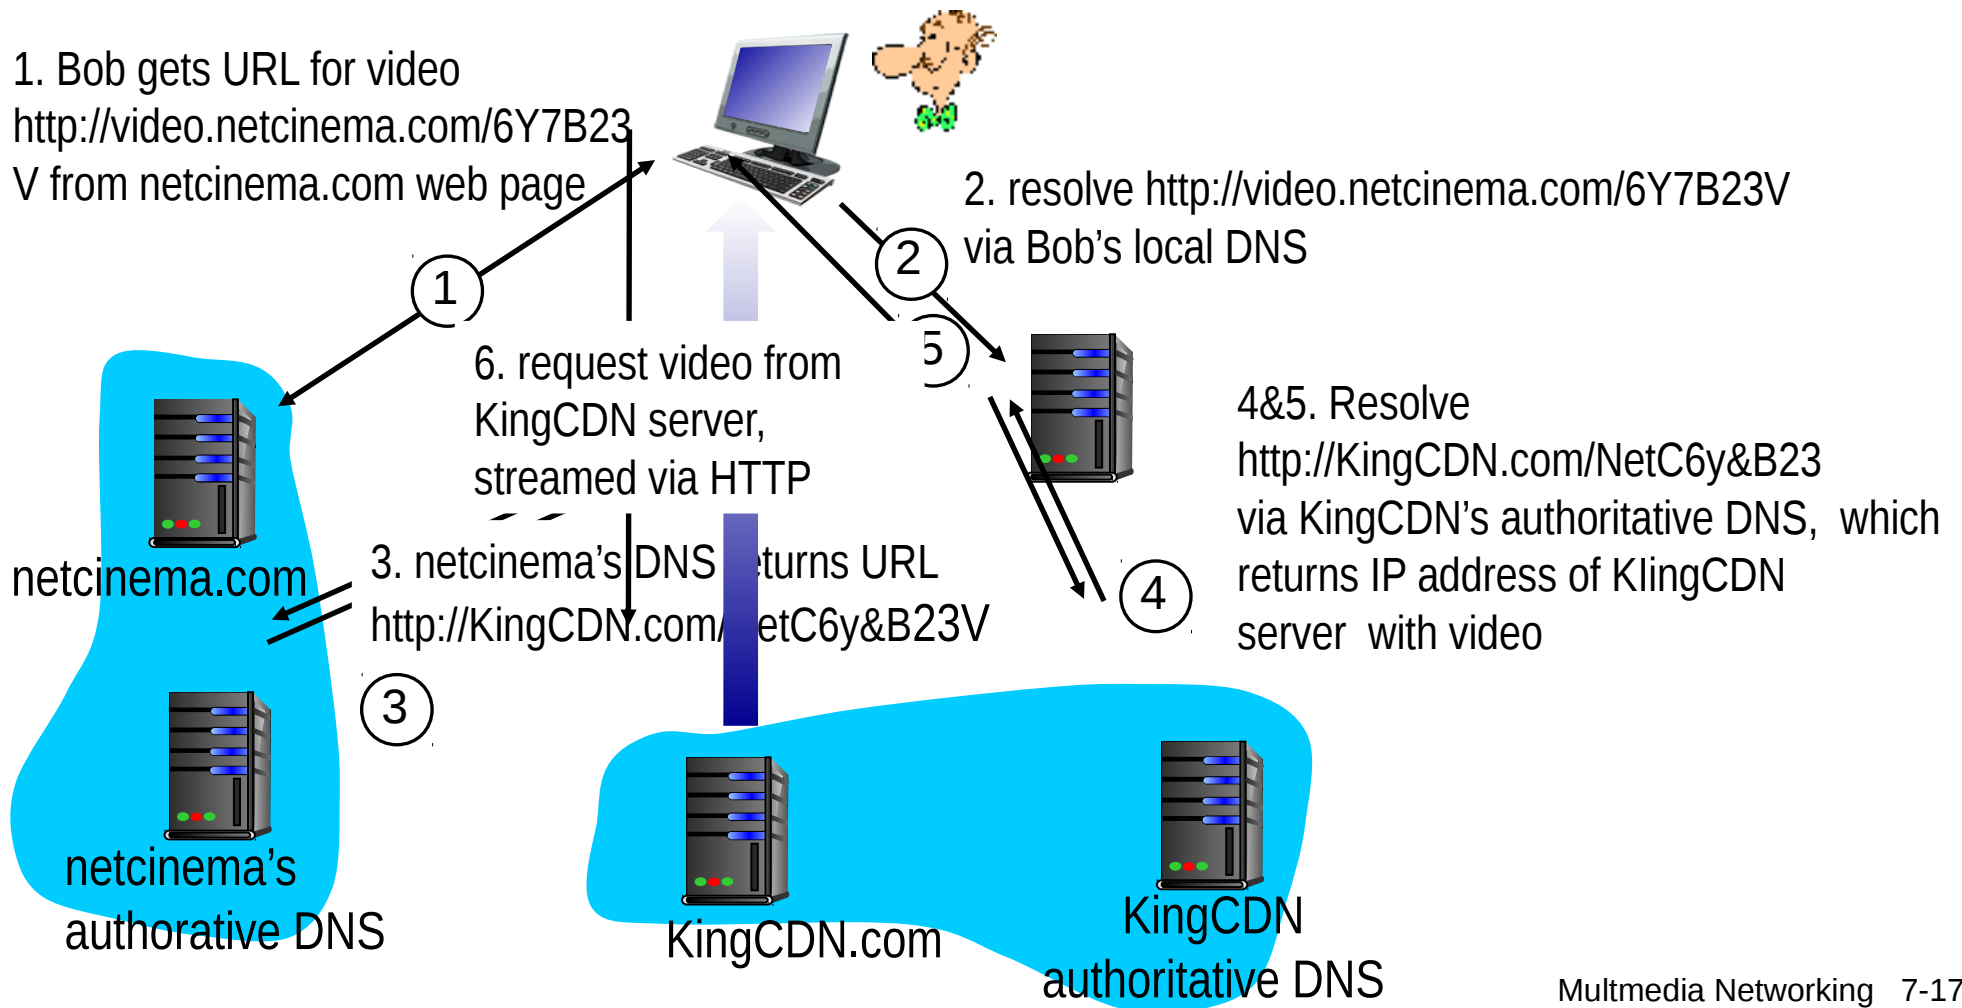 1. Bob gets URL for video
http://video.netcinema.com/6Y7B23
V from netcinema.com web page
2. resolve http://video.netcinema.com/6Y7B23V
via Bob’s local DNS
1
2
5
6. request video from
KingCDN server,
streamed via HTTP
4&5. Resolve
http://KingCDN.com/NetC6y&B23
via KingCDN’s authoritative DNS, which
returns IP address of KIingCDN
server with video
netcinema.com
3. netcinema’s DNS returns URL
http://KingCDN.com/NetC6y&B23V
4
3
netcinema’s
authorative DNS
KingCDN.com
KingCDN
authoritative DNS
Multmedia Networking 7-17